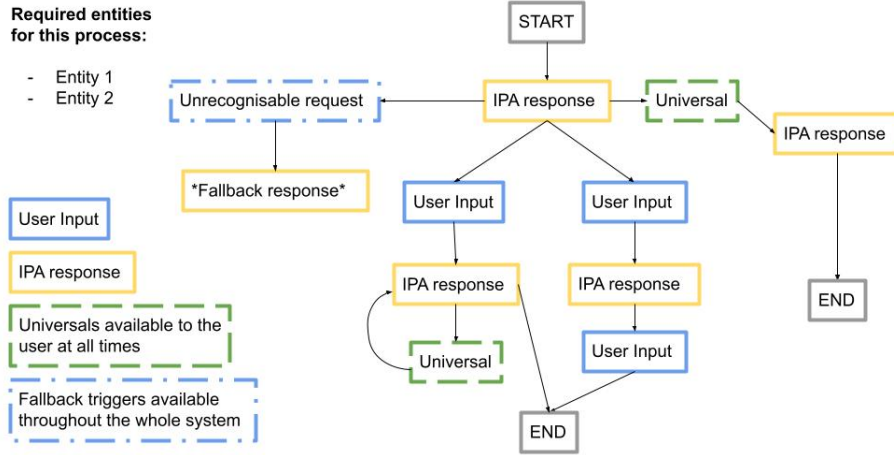 Required entities
for this process:
- Entity 1
- Entity 2
START
Unrecognisable request
IPA response
Universal
IPA response
*Fallback response*
User Input
User Input
User Input
IPA response
IPA response
IPA response
END
Universals available to the
user at all times
Universal
User Input
Fallback triggers available
throughout the whole system
END